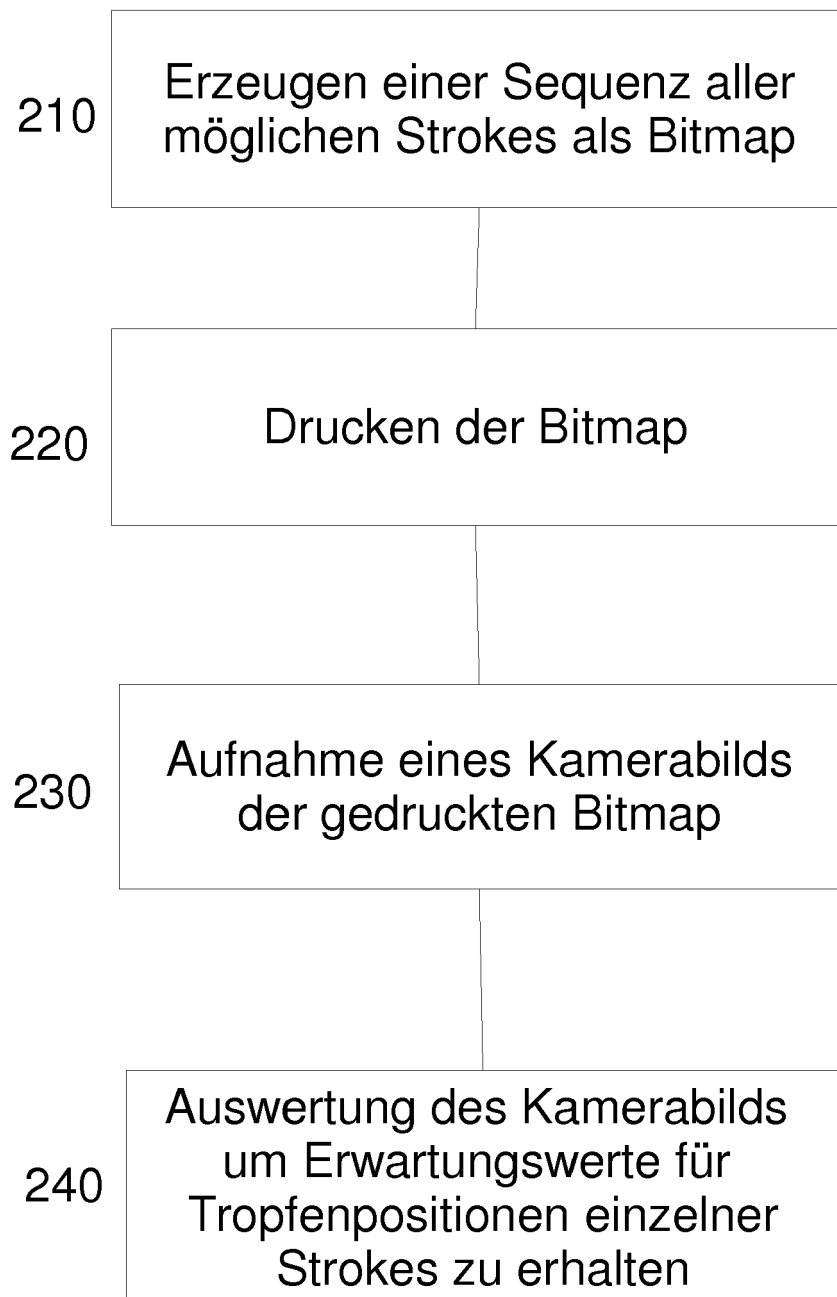 210
Erzeugen einer Sequenz aller
möglichen Strokes als Bitmap
220
Drucken der Bitmap
230
Aufnahme eines Kamerabilds
der gedruckten Bitmap
240
Auswertung des Kamerabilds
um Erwartungswerte für
Tropfenpositionen einzelner
Strokes zu erhalten